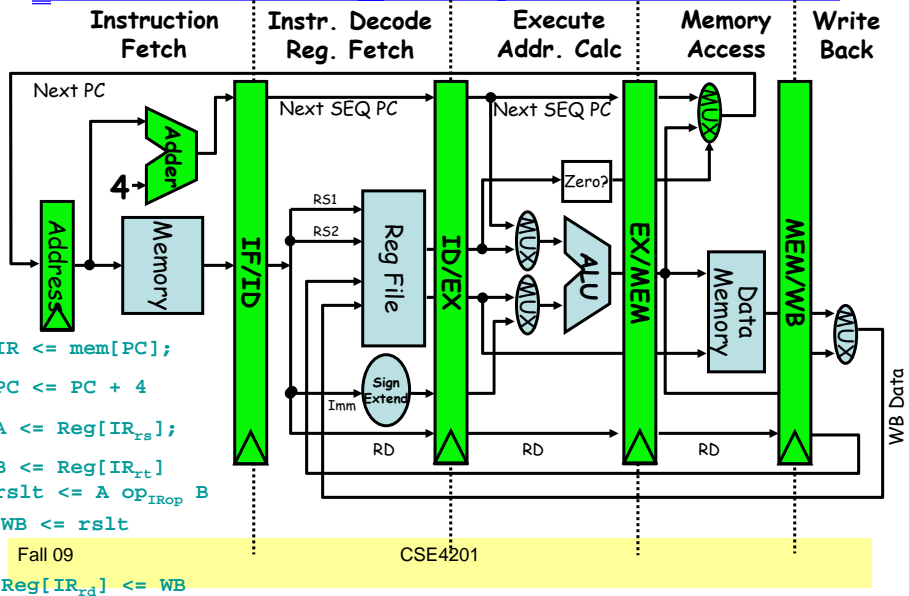 Instruction Fetch
Instr. Decode Reg. Fetch
Execute Addr. Calc
Memory Access
Write Back
Next PC
Next SEQ PC
Next SEQ PC
MUX
Adder
4
Zero?
RS1
RS2
Address
Memory
IF/ID
Reg File
ID/EX
MUX
MUX
ALU
EX/MEM
Data Memory
MEM/WB
MUX
Sign Extend
Imm
RD
RD
RD
WB Data
IR <= mem[PC];
PC <= PC + 4
A <= Reg[IRrs];
B <= Reg[IRrt]
rslt <= A opIRop B
WB <= rslt
Fall 09
CSE4201
Reg[IRrd] <= WB